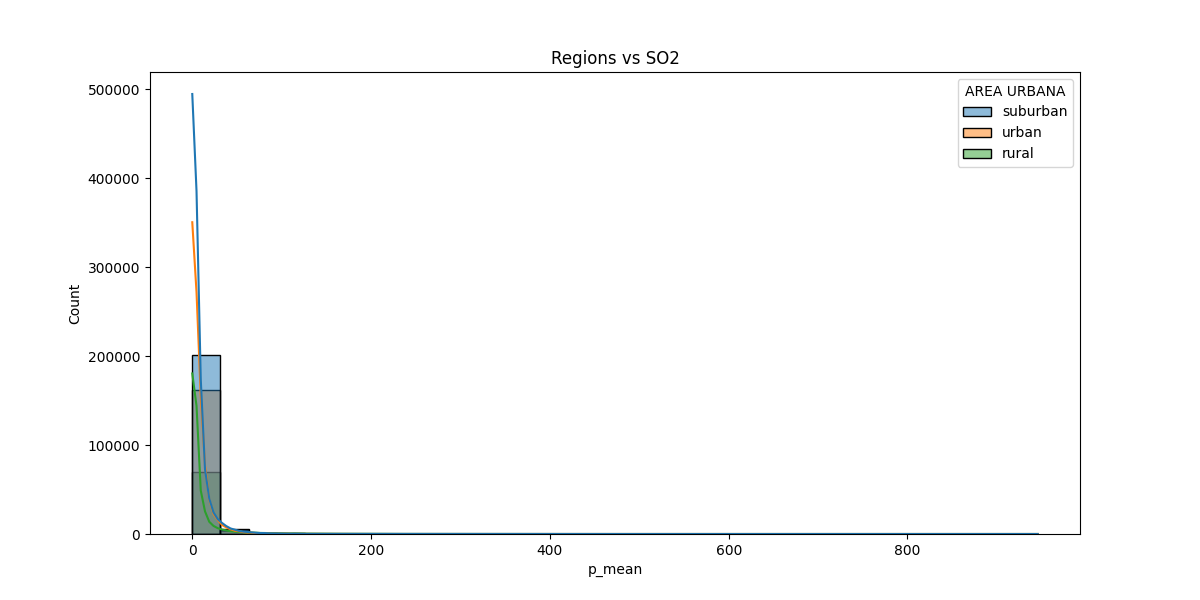 Regions vs SO2
AREA URBANA
suburban
urban
rural
500000
400000
300000
200000
100000
0
Count
0 200 400 600 800
p_mean